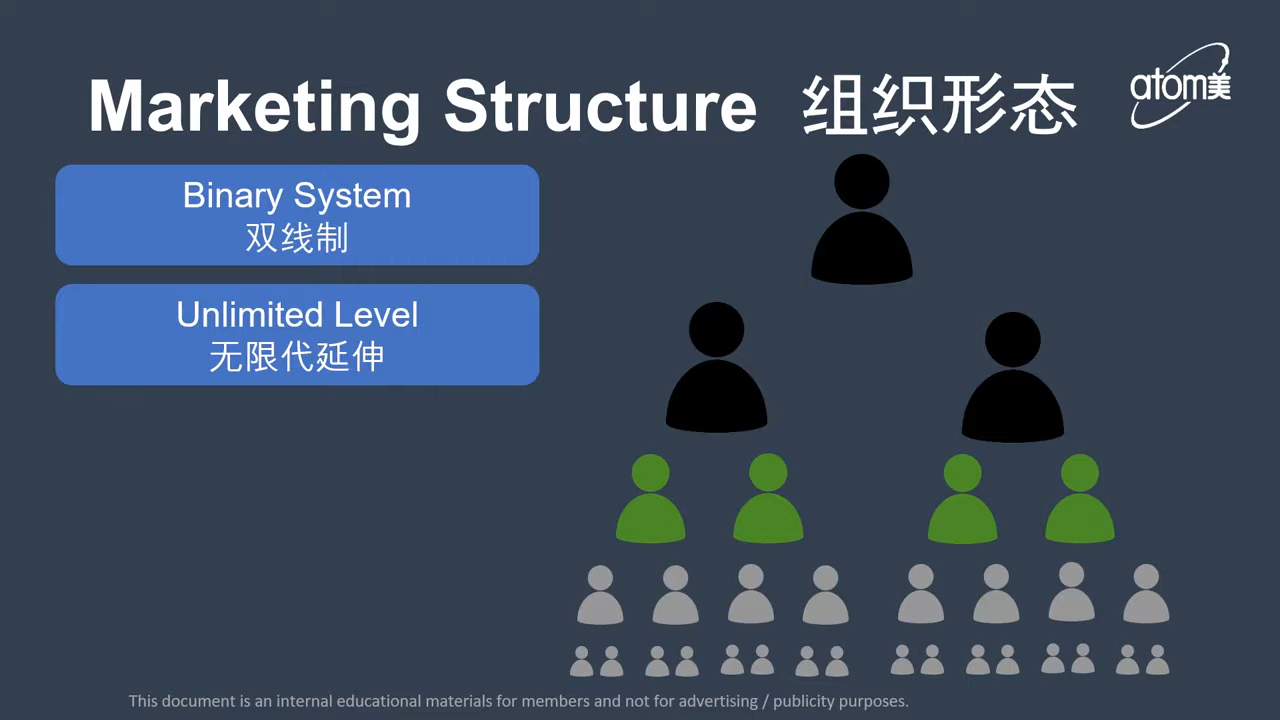 Marketing Structure 组织形态
atom美
Binary System
双线制
Unlimited Level
无限代延伸
This document is an internal educational materials for members and not for advertising / publicity purposes.